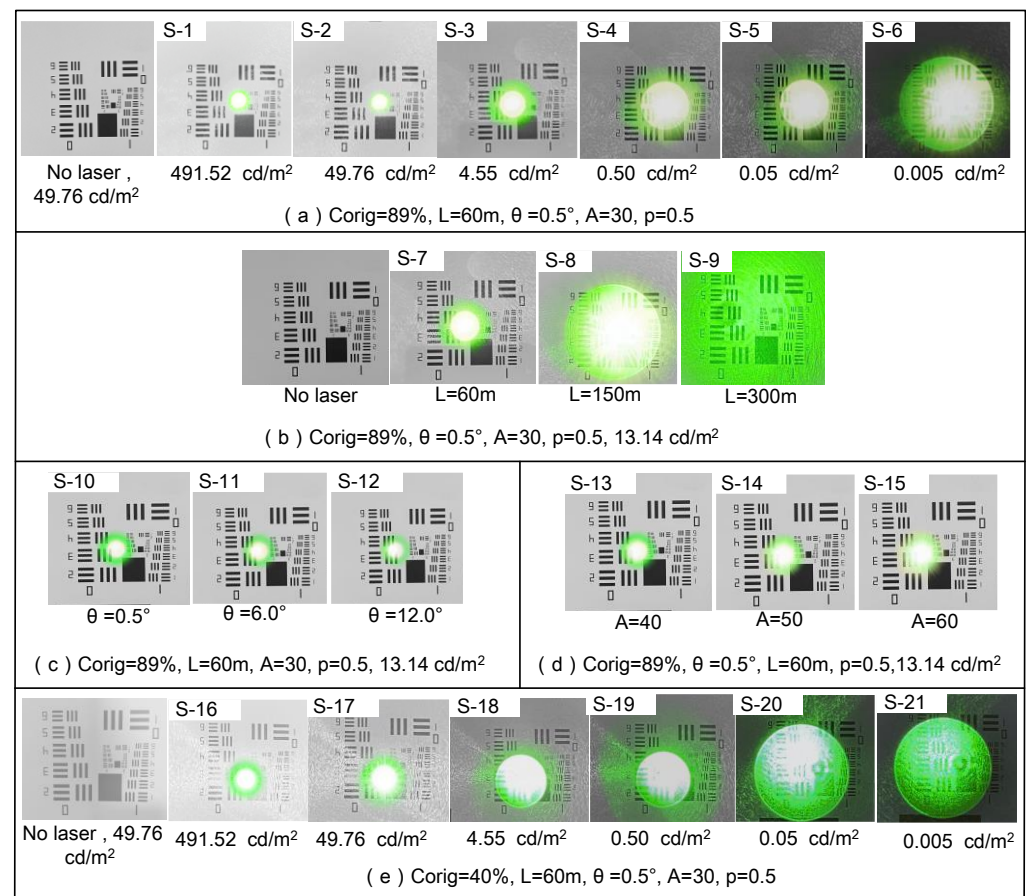 S-1 S-2 S-3 S-4 S-5 S-6
No laser , 49.76 cd/m²
491.52 cd/m²
49.76 cd/m²
4.55 cd/m²
0.50 cd/m²
0.05 cd/m²
0.005 cd/m²
( a ) Corig=89%, L=60m, θ =0.5°, A=30, p=0.5
S-7 S-8 S-9
No laser
L=60m
L=150m
L=300m
( b ) Corig=89%, θ =0.5°, A=30, p=0.5, 13.14 cd/m²
S-10 S-11 S-12
θ =0.5°
θ =6.0°
θ =12.0°
( c ) Corig=89%, L=60m, A=30, p=0.5, 13.14 cd/m²
S-13 S-14 S-15
A=40
A=50
A=60
( d ) Corig=89%, θ =0.5°, L=60m, p=0.5,13.14 cd/m²
S-16 S-17 S-18 S-19 S-20 S-21
No laser , 49.76
cd/m²
491.52 cd/m²
49.76 cd/m²
4.55 cd/m²
0.50 cd/m²
0.05 cd/m²
0.005 cd/m²
( e ) Corig=40%, L=60m, θ =0.5°, A=30, p=0.5